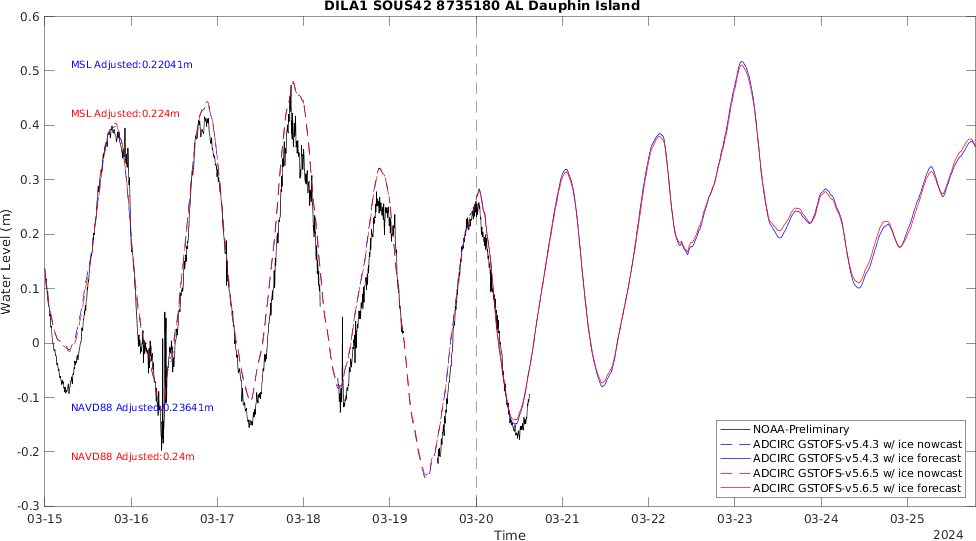 DILA1 SOUS42 8735180 AL Dauphin Island
0.6
0.5
0.4
0.3
0.2
0.1
0
-0.1
-0.2
-0.3
Water Level (m)
MSL Adjusted:0.22041m
MSL Adjusted:0.224m
NAVD88 Adjusted:0.23641m
NAVD88 Adjusted:0.24m
NOAA-Preliminary
ADCIRC GSTOFS-v5.4.3 w/ ice nowcast
ADCIRC GSTOFS-v5.4.3 w/ ice forecast
ADCIRC GSTOFS-v5.6.5 w/ ice nowcast
ADCIRC GSTOFS-v5.6.5 w/ ice forecast
03-15 03-16 03-17 03-18 03-19 03-20 03-21 03-22 03-23 03-24 03-25
Time
2024